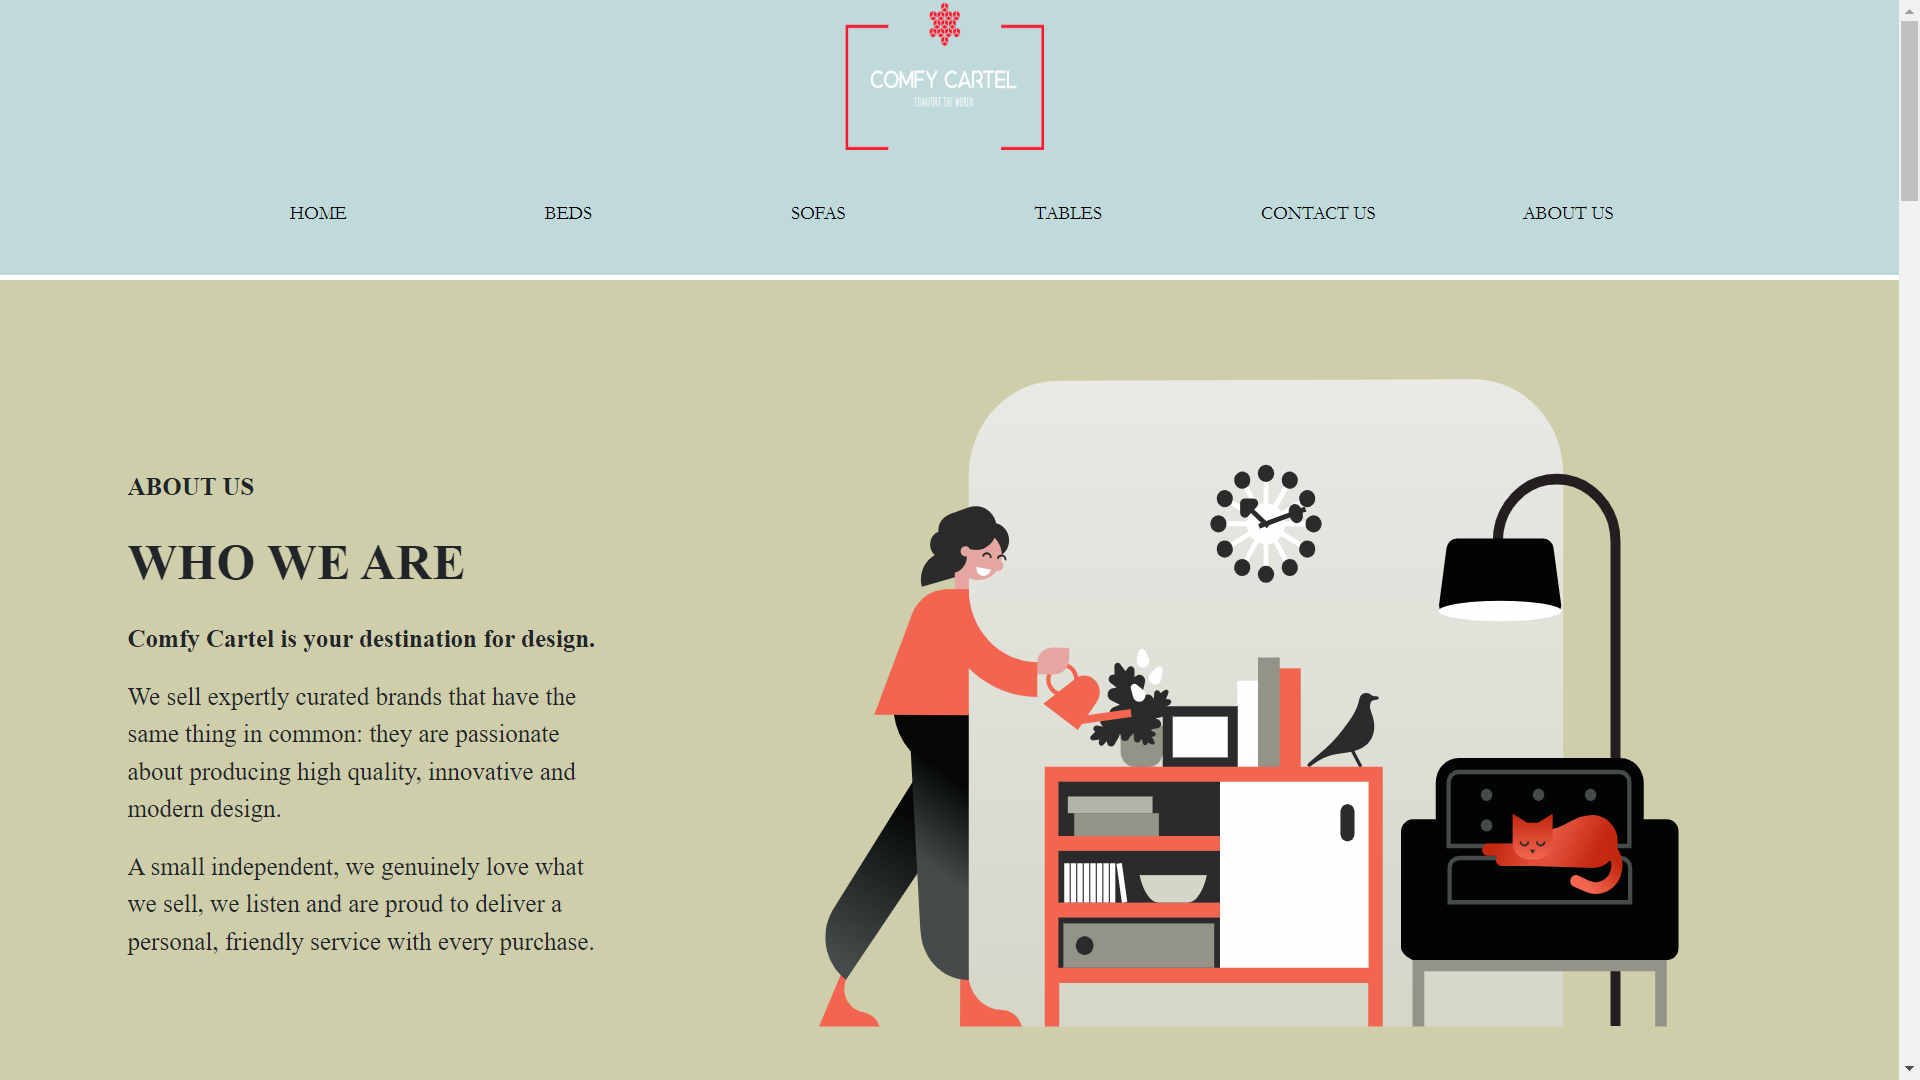 COMFY CARTEL
COMFORT THE WORLD
HOME
BEDS
SOFAS
TABLES
CONTACT US
ABOUT US
ABOUT US
WHO WE ARE
Comfy Cartel is your destination for design.
We sell expertly curated brands that have the
same thing in common: they are passionate
about producing high quality, innovative and
modern design.
A small independent, we genuinely love what
we sell, we listen and are proud to deliver a
personal, friendly service with every purchase.